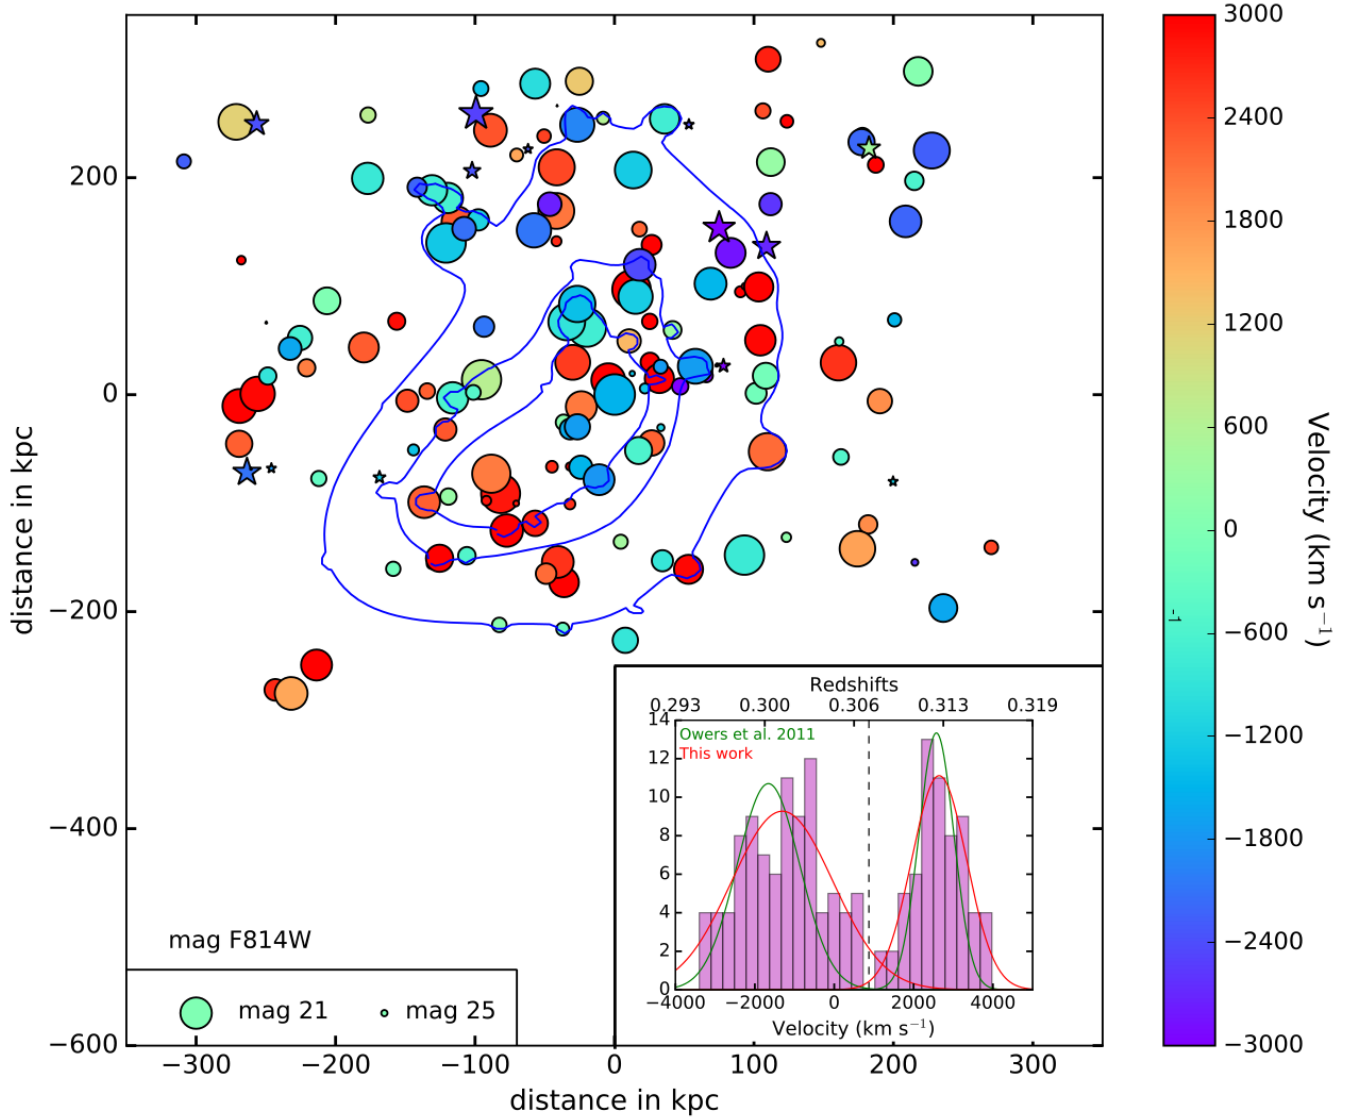 3000
2400
1800
1200
600
0
−600
−1200
−1800
−2400
−3000
Velocity (km s⁻¹)
-1
200
0
−200
−400
−600
distance in kpc
−300
−200
−100
0
100
200
300
distance in kpc
mag F814W
mag 21
mag 25
Redshifts
0.293 0.300 0.306 0.313 0.319
Owers et al. 2011
This work
14
12
10
8
6
4
2
0
−4000 −2000 0 2000 4000
Velocity (km s⁻¹)